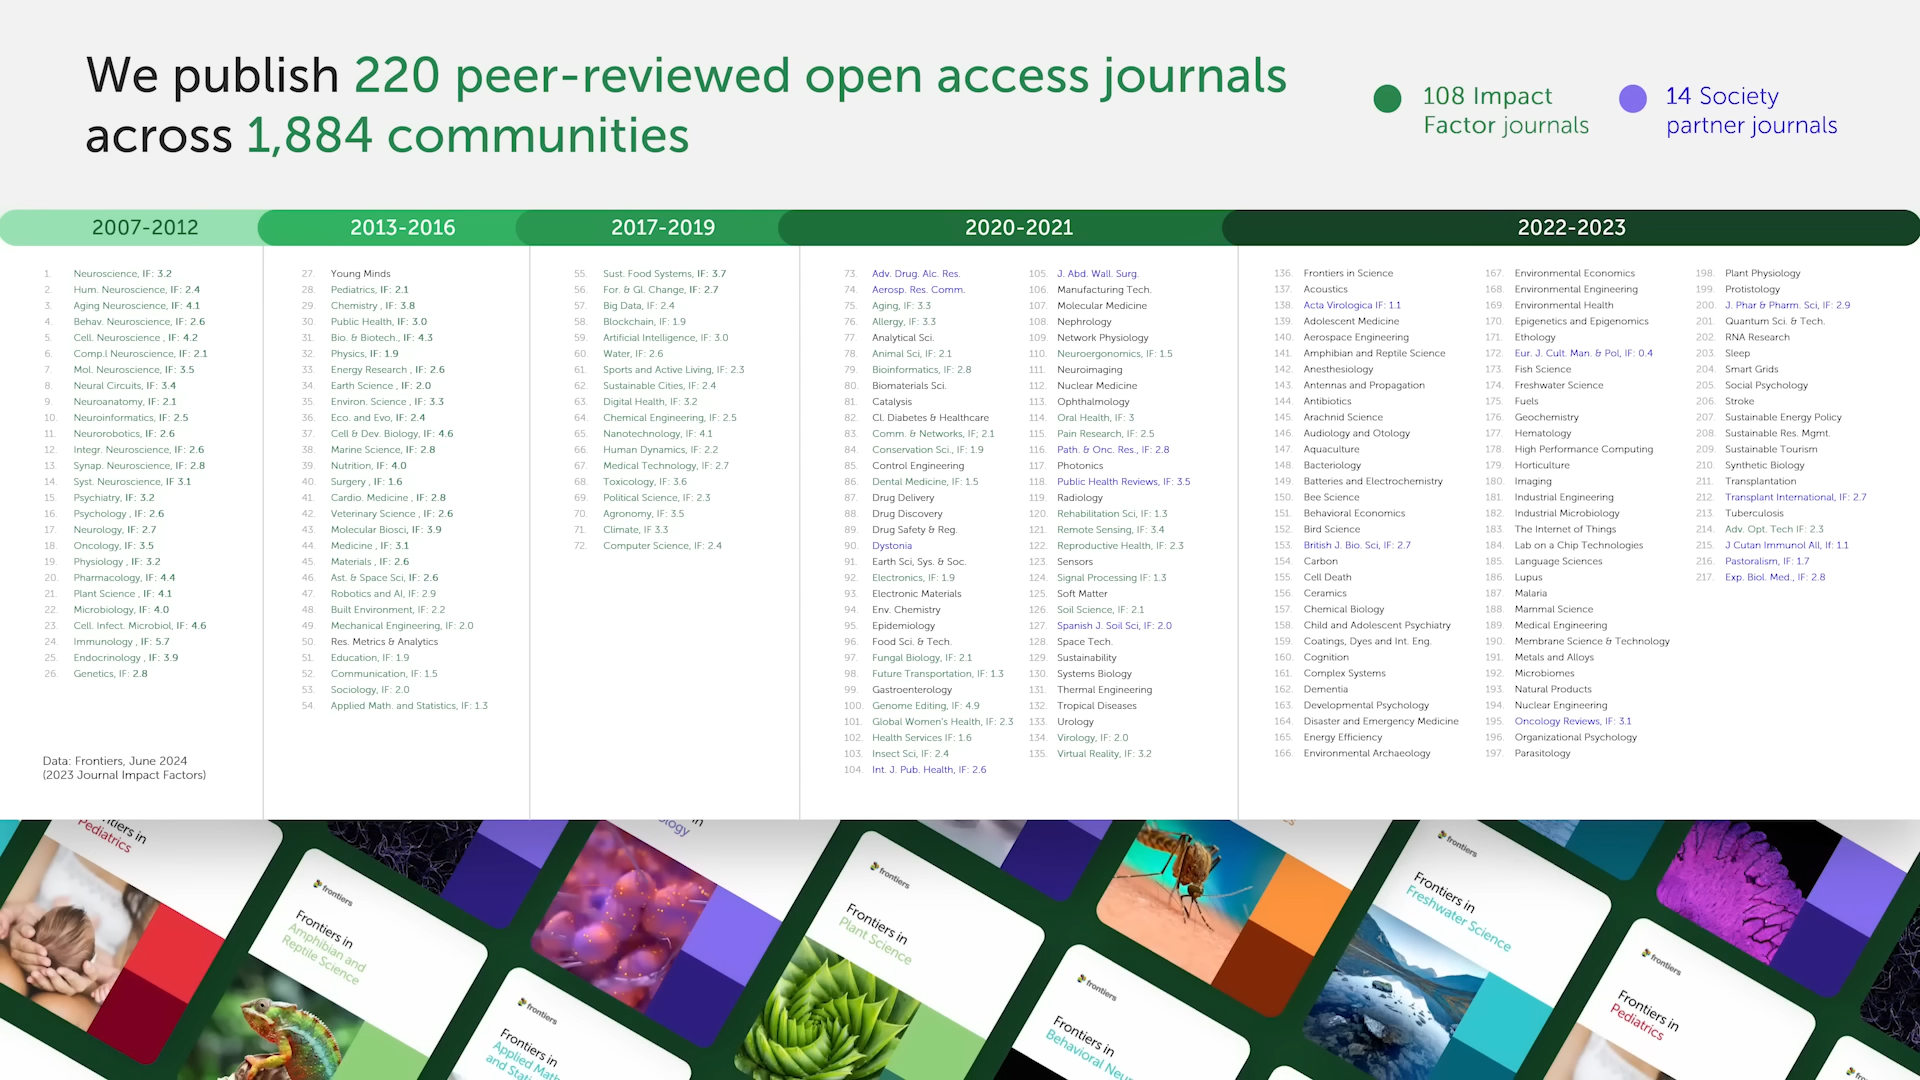 We publish 220 peer-reviewed open access journals
across 1,884 communities
108 Impact
Factor journals
14 Society
partner journals
2007-2012
2013-2016
2017-2019
2020-2021
2022-2023
1. Neuroscience, IF: 3.2
2. Hum. Neuroscience, IF: 2.4
3. Aging Neuroscience, IF: 4.1
4. Behav. Neuroscience, IF: 2.6
5. Cell. Neuroscience , IF: 4.2
6. Comp.l Neuroscience, IF: 2.1
7. Mol. Neuroscience, IF: 3.5
8. Neural Circuits, IF: 3.4
9. Neuroanatomy, IF: 2.1
10. Neuroinformatics, IF: 2.5
11. Neurorobotics, IF: 2.6
12. Integr. Neuroscience, IF: 2.6
13. Synap. Neuroscience, IF: 2.8
14. Syst. Neuroscience, IF 3.1
15. Psychiatry, IF: 3.2
16. Psychology , IF: 2.6
17. Neurology, IF: 2.7
18. Oncology, IF: 3.5
19. Physiology , IF: 3.2
20. Pharmacology, IF: 4.4
21. Plant Science , IF: 4.1
22. Microbiology, IF: 4.0
23. Cell. Infect. Microbiol, IF: 4.6
24. Immunology , IF: 5.7
25. Endocrinology , IF: 3.9
26. Genetics, IF: 2.8
Data: Frontiers, June 2024
(2023 Journal Impact Factors)
27. Young Minds
28. Pediatrics, IF: 2.1
29. Chemistry , IF: 3.8
30. Public Health, IF: 3.0
31. Bio. & Biotech., IF: 4.3
32. Physics, IF: 1.9
33. Energy Research , IF: 2.6
34. Earth Science , IF: 2.0
35. Environ. Science , IF: 3.3
36. Eco. and Evo, IF: 2.4
37. Cell & Dev. Biology, IF: 4.6
38. Marine Science, IF: 2.8
39. Nutrition, IF: 4.0
40. Surgery , IF: 1.6
41. Cardio. Medicine , IF: 2.8
42. Veterinary Science , IF: 2.6
43. Molecular Biosci, IF: 3.9
44. Medicine , IF: 3.1
45. Materials , IF: 2.6
46. Ast. & Space Sci, IF: 2.6
47. Robotics and AI, IF: 2.9
48. Built Environment, IF: 2.2
49. Mechanical Engineering, IF: 2.0
50. Res. Metrics & Analytics
51. Education, IF: 1.9
52. Communication, IF: 1.5
53. Sociology, IF: 2.0
54. Applied Math. and Statistics, IF: 1.3
55. Sust. Food Systems, IF: 3.7
56. For. & Gl. Change, IF: 2.7
57. Big Data, IF: 2.4
58. Blockchain, IF: 1.9
59. Artificial Intelligence, IF: 3.0
60. Water, IF: 2.6
61. Sports and Active Living, IF: 2.3
62. Sustainable Cities, IF: 2.4
63. Digital Health, IF: 3.2
64. Chemical Engineering, IF: 2.5
65. Nanotechnology, IF: 4.1
66. Human Dynamics, IF: 2.2
67. Medical Technology, IF: 2.7
68. Toxicology, IF: 3.6
69. Political Science, IF: 2.3
70. Agronomy, IF: 3.5
71. Climate, IF 3.3
72. Computer Science, IF: 2.4
73. Adv. Drug. Alc. Res.
74. Aerosp. Res. Comm.
75. Aging, IF: 3.3
76. Allergy, IF: 3.3
77. Analytical Sci.
78. Animal Sci, IF: 2.1
79. Bioinformatics, IF: 2.8
80. Biomaterials Sci.
81. Catalysis
82. Cl. Diabetes & Healthcare
83. Comm. & Networks, IF; 2.1
84. Conservation Sci., IF: 1.9
85. Control Engineering
86. Dental Medicine, IF: 1.5
87. Drug Delivery
88. Drug Discovery
89. Drug Safety & Reg.
90. Dystonia
91. Earth Sci, Sys. & Soc.
92. Electronics, IF: 1.9
93. Electronic Materials
94. Env. Chemistry
95. Epidemiology
96. Food Sci. & Tech.
97. Fungal Biology, IF: 2.1
98. Future Transportation, IF: 1.3
99. Gastroenterology
100. Genome Editing, IF: 4.9
101. Global Women's Health, IF: 2.3
102. Health Services IF: 1.6
103. Insect Sci, IF: 2.4
104. Int. J. Pub. Health, IF: 2.6
105. J. Abd. Wall. Surg.
106. Manufacturing Tech.
107. Molecular Medicine
108. Nephrology
109. Network Physiology
110. Neuroergonomics, IF: 1.5
111. Neuroimaging
112. Nuclear Medicine
113. Ophthalmology
114. Oral Health, IF: 3
115. Pain Research, IF: 2.5
116. Path. & Onc. Res., IF: 2.8
117. Photonics
118. Public Health Reviews, IF: 3.5
119. Radiology
120. Rehabilitation Sci, IF: 1.3
121. Remote Sensing, IF: 3.4
122. Reproductive Health, IF: 2.3
123. Sensors
124. Signal Processing IF: 1.3
125. Soft Matter
126. Soil Science, IF: 2.1
127. Spanish J. Soil Sci, IF: 2.0
128. Space Tech.
129. Sustainability
130. Systems Biology
131. Thermal Engineering
132. Tropical Diseases
133. Urology
134. Virology, IF: 2.0
135. Virtual Reality, IF: 3.2
136. Frontiers in Science
137. Acoustics
138. Acta Virologica IF: 1.1
139. Adolescent Medicine
140. Aerospace Engineering
141. Amphibian and Reptile Science
142. Anesthesiology
143. Antennas and Propagation
144. Antibiotics
145. Arachnid Science
146. Audiology and Otology
147. Aquaculture
148. Bacteriology
149. Batteries and Electrochemistry
150. Bee Science
151. Behavioral Economics
152. Bird Science
153. British J. Bio. Sci, IF: 2.7
154. Carbon
155. Cell Death
156. Ceramics
157. Chemical Biology
158. Child and Adolescent Psychiatry
159. Coatings, Dyes and Int. Eng.
160. Cognition
161. Complex Systems
162. Dementia
163. Developmental Psychology
164. Disaster and Emergency Medicine
165. Energy Efficiency
166. Environmental Archaeology
167. Environmental Economics
168. Environmental Engineering
169. Environmental Health
170. Epigenetics and Epigenomics
171. Ethology
172. Eur. J. Cult. Man. & Pol, IF: 0.4
173. Fish Science
174. Freshwater Science
175. Fuels
176. Geochemistry
177. Hematology
178. High Performance Computing
179. Horticulture
180. Imaging
181. Industrial Engineering
182. Industrial Microbiology
183. The Internet of Things
184. Lab on a Chip Technologies
185. Language Sciences
186. Lupus
187. Malaria
188. Mammal Science
189. Medical Engineering
190. Membrane Science & Technology
191. Metals and Alloys
192. Microbiomes
193. Natural Products
194. Nuclear Engineering
195. Oncology Reviews, IF: 3.1
196. Organizational Psychology
197. Parasitology
198. Plant Physiology
199. Protistology
200. J. Phar & Pharm. Sci, IF: 2.9
201. Quantum Sci. & Tech.
202. RNA Research
203. Sleep
204. Smart Grids
205. Social Psychology
206. Stroke
207. Sustainable Energy Policy
208. Sustainable Res. Mgmt.
209. Sustainable Tourism
210. Synthetic Biology
211. Transplantation
212. Transplant International, IF: 2.7
213. Tuberculosis
214. Adv. Opt. Tech IF: 2.3
215. J Cutan Immunol All, If: 1.1
216. Pastoralism, IF: 1.7
217. Exp. Biol. Med., IF: 2.8
Pediatrics
frontiers
Frontiers in
Amphibian and
Reptile Science
frontiers
Frontiers in
Applied Math
frontiers
Frontiers in
Plant Science
frontiers
Frontiers in
Behavioral
frontiers
Frontiers in
Freshwater Science
frontiers
Frontiers in
Pediatrics